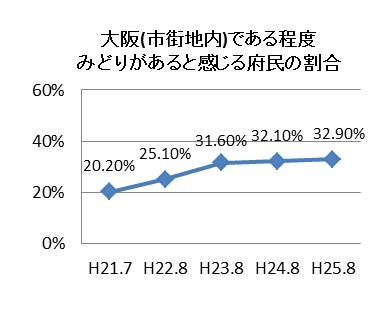 大阪(市街地内)である程度
みどりがあると感じる府民の割合
60%
40%
20%
0%
20.20%
25.10%
31.60%
32.10%
32.90%
H21.7
H22.8
H23.8
H24.8
H25.8